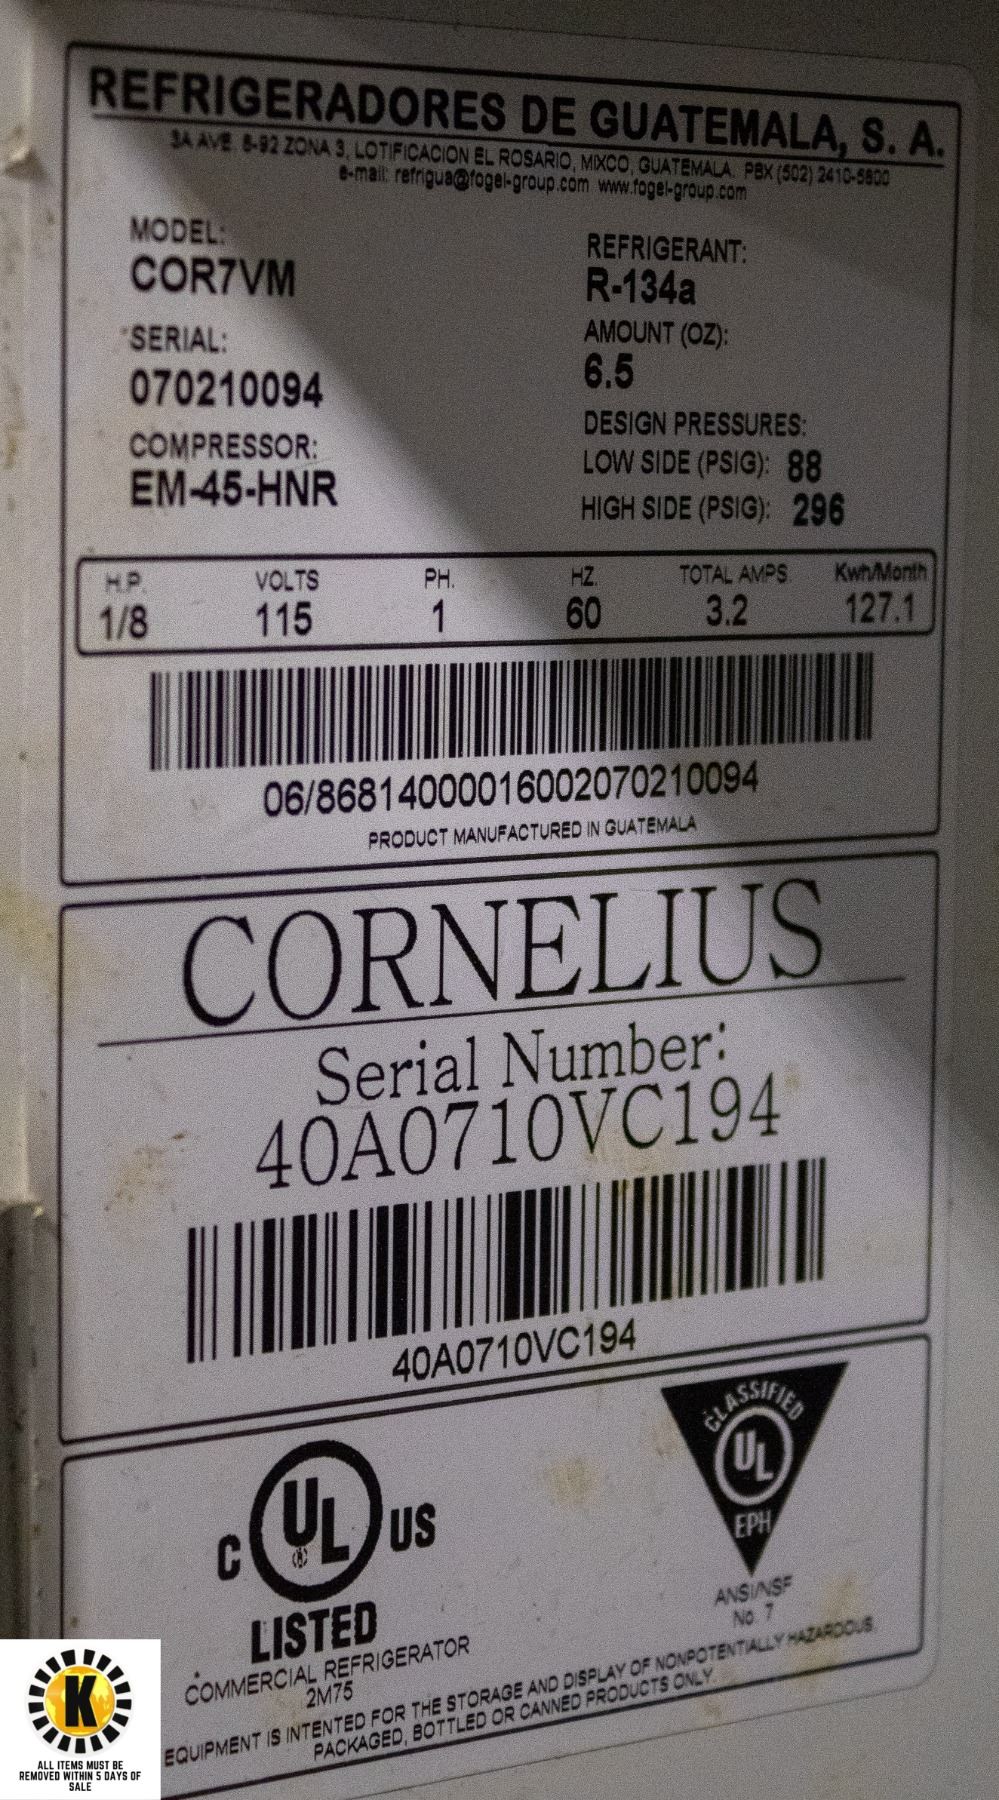 REFRIGERADORES DE GUATEMALA, S. A.
3A AVE. 8-92 ZONA 3, LOTIFICACION EL ROSARIO, MIXCO, GUATEMALA. PBX (502) 2410-5800
e-mail: refrigua@fogel-group.com www.fogel-group.com
MODEL:
COR7VM
SERIAL:
070210094
COMPRESSOR:
EM-45-HNR
REFRIGERANT:
R-134a
AMOUNT (OZ):
6.5
DESIGN PRESSURES:
LOW SIDE (PSIG): 88
HIGH SIDE (PSIG): 296
H.P. VOLTS PH. HZ. TOTAL AMPS. Kwh/Month
1/8 115 1 60 3.2 127.1
06/86814000016002070210094
PRODUCT MANUFACTURED IN GUATEMALA
CORNELIUS
Serial Number:
40A0710VC194
40A0710VC194
C UL US
LISTED
COMMERCIAL REFRIGERATOR
2M75
CLASSIFIED
UL
EPH
ANSI/NSF
No. 7
EQUIPMENT IS INTENTED FOR THE STORAGE AND DISPLAY OF NONPOTENTIALLY HAZARDOUS,
PACKAGED, BOTTLED OR CANNED PRODUCTS ONLY.
K
ALL ITEMS MUST BE
REMOVED WITHIN 5 DAYS OF
SALE